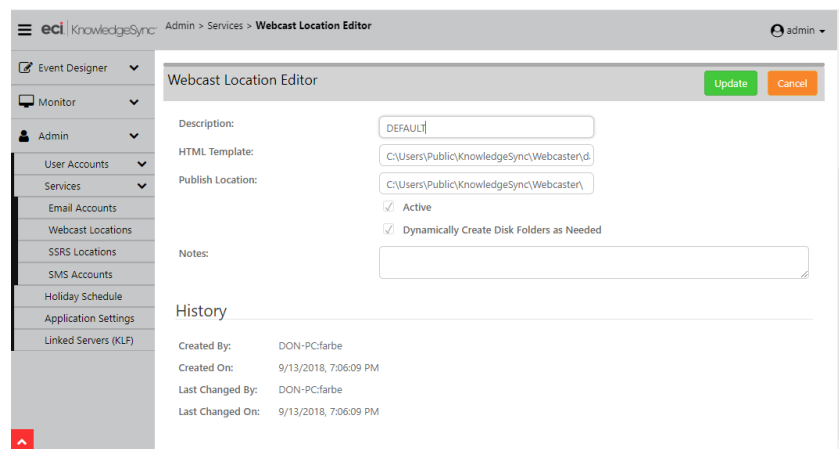 eci KnowledgeSync Admin > Services > Webcast Location Editor admin
Event Designer
Monitor
Admin
User Accounts
Services
Email Accounts
Webcast Locations
SSRS Locations
SMS Accounts
Holiday Schedule
Application Settings
Linked Servers (KLF)
Webcast Location Editor Update Cancel
Description: DEFAULT
HTML Template: C:\Users\Public\KnowledgeSync\Webcaster\d
Publish Location: C:\Users\Public\KnowledgeSync\Webcaster\
Active
Dynamically Create Disk Folders as Needed
Notes:
History
Created By: DON-PC:farbe
Created On: 9/13/2018, 7:06:09 PM
Last Changed By: DON-PC:farbe
Last Changed On: 9/13/2018, 7:06:09 PM